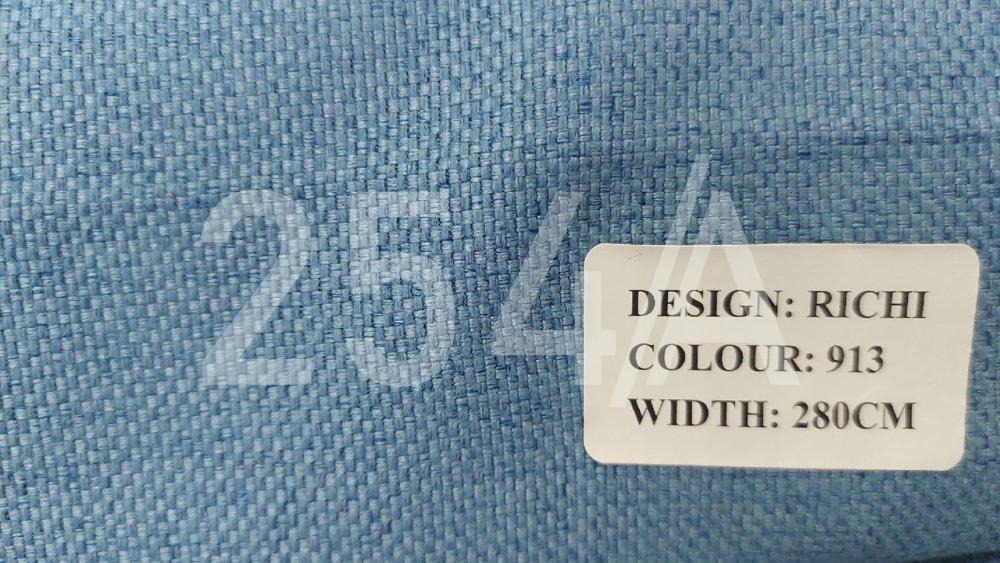 254A
DESIGN: RICHI
COLOUR: 913
WIDTH: 280CM